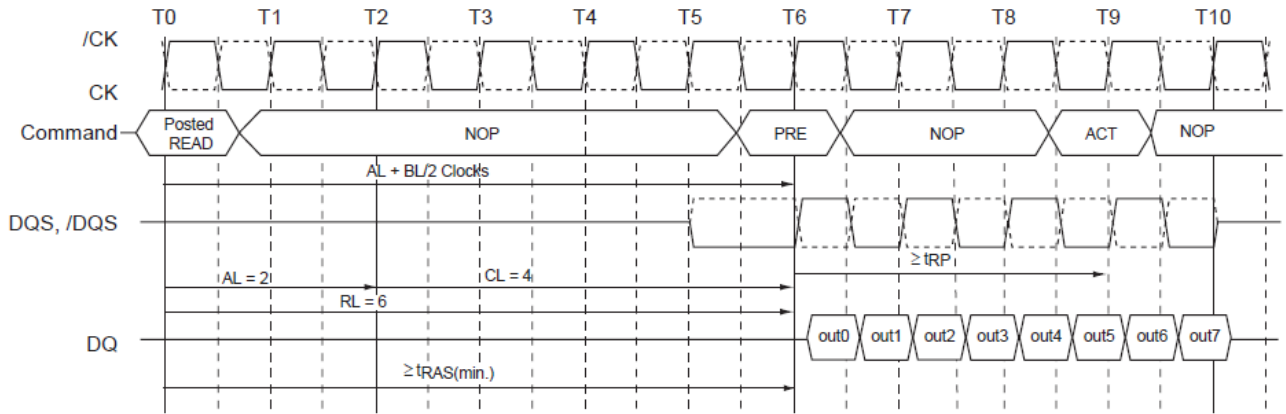 T0 T1 T2 T3 T4 T5 T6 T7 T8 T9 T10
/CK
CK
Command
Posted
READ
NOP
PRE
NOP
ACT
NOP
AL + BL/2 Clocks
DQS, /DQS
≥ tRP
AL = 2
CL = 4
RL = 6
DQ
out0 out1 out2 out3 out4 out5 out6 out7
≥ tRAS(min.)